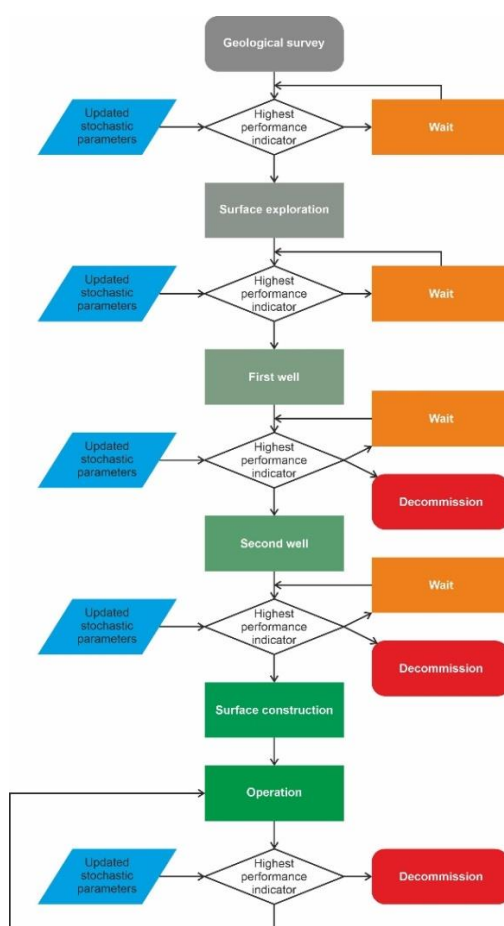 Geological survey
Updated
stochastic
parameters
Highest
performance
indicator
Wait
Surface exploration
Updated
stochastic
parameters
Highest
performance
indicator
Wait
First well
Wait
Updated
stochastic
parameters
Highest
performance
indicator
Decommission
Second well
Wait
Updated
stochastic
parameters
Highest
performance
indicator
Decommission
Surface construction
Operation
Updated
stochastic
parameters
Highest
performance
indicator
Decommission